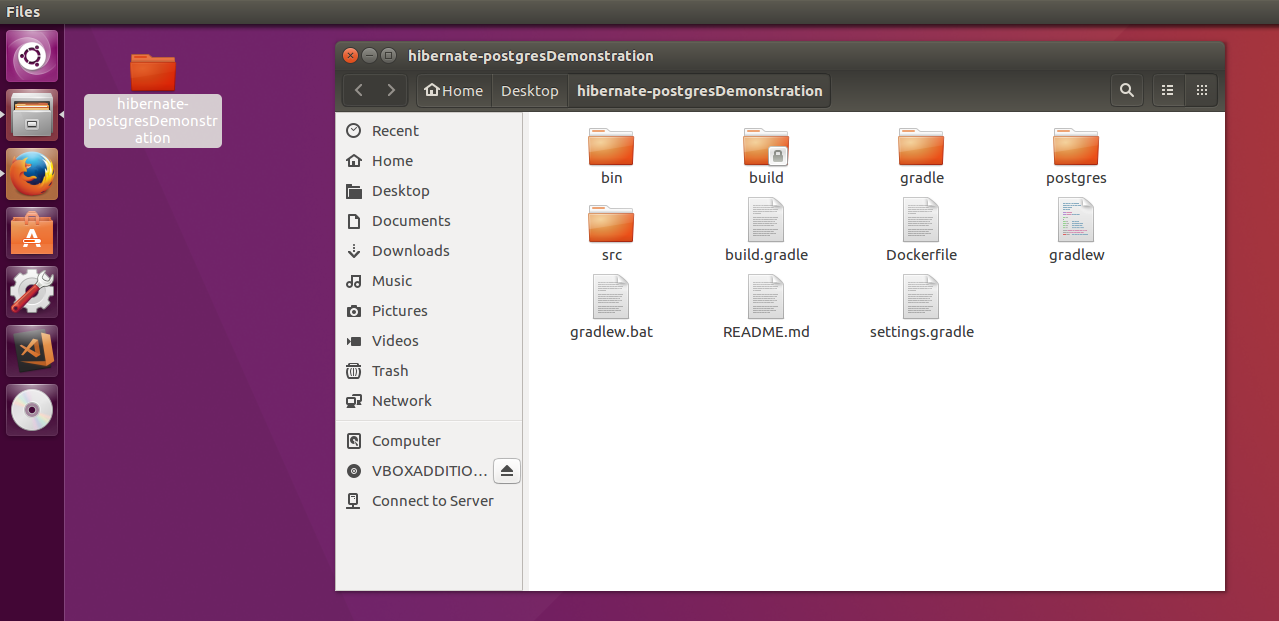 Files
hibernate-
postgresDemonstr
ation
hibernate-postgresDemonstration
Home Desktop hibernate-postgresDemonstration
Recent
Home
Desktop
Documents
Downloads
Music
Pictures
Videos
Trash
Network
Computer
VBOXADDITIO...
Connect to Server
bin build gradle postgres
src build.gradle Dockerfile gradlew
gradlew.bat README.md settings.gradle